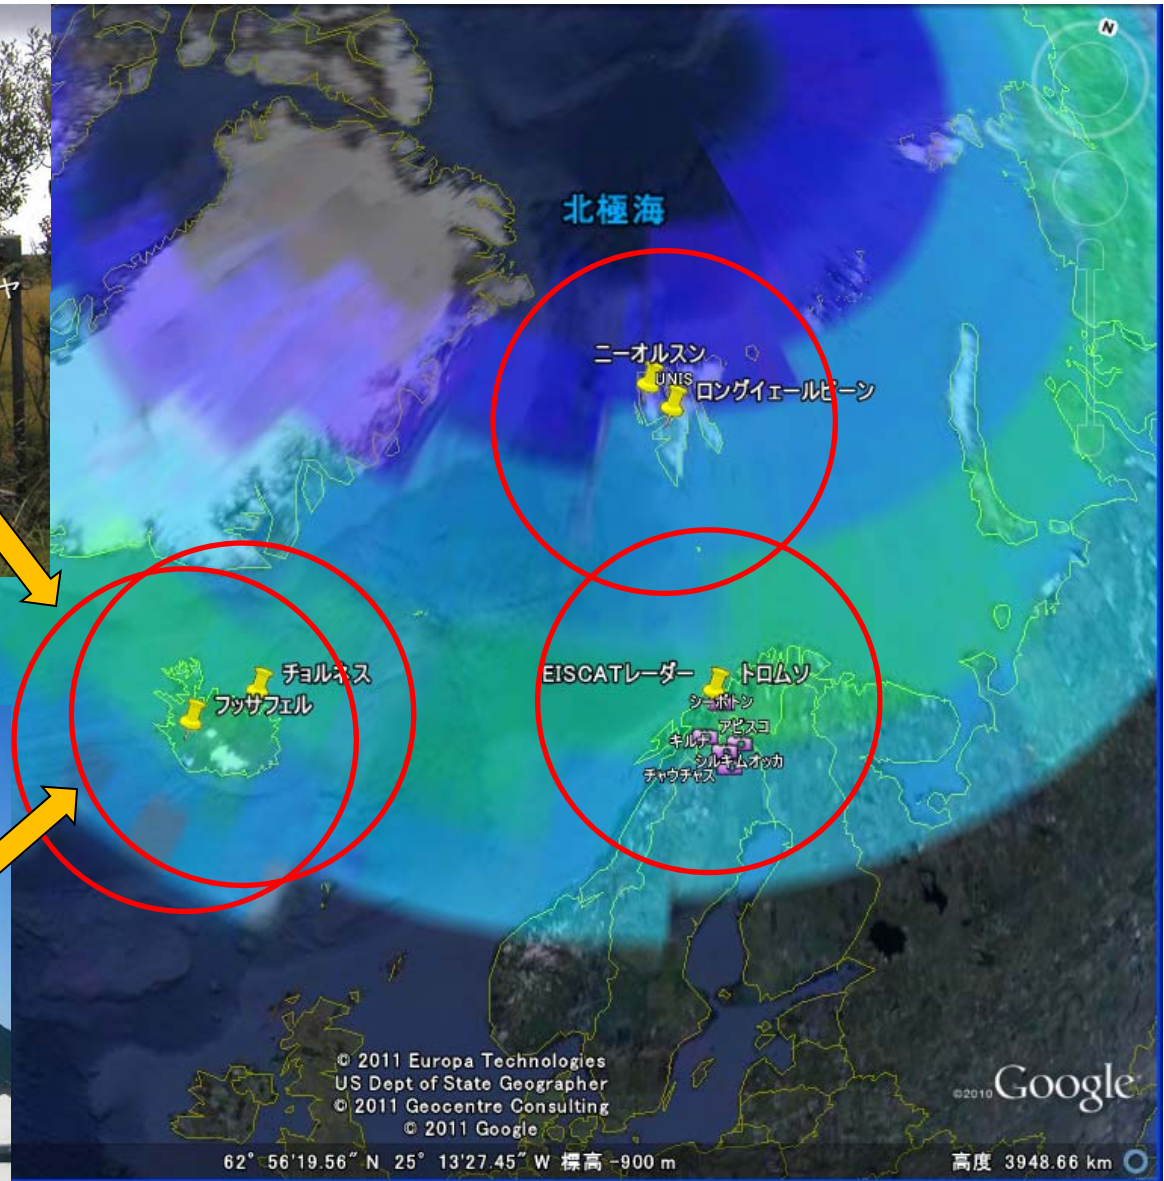 N
北極海
ャ
ニーオルスン
UNIS
ロングイェールビーン
EISCATレーダー
トロムソ
チョルネス
シーボトン
フッサフェル
アビスコ
キルナ
シルキムオッカ
チャウチャス
© 2011 Europa Technologies
US Dept of State Geographer
© 2011 Geocentre Consulting
© 2011 Google
©2010 Google
62° 56'19.56" N 25° 13'27.45" W 標高 -900 m
高度 3948.66 km